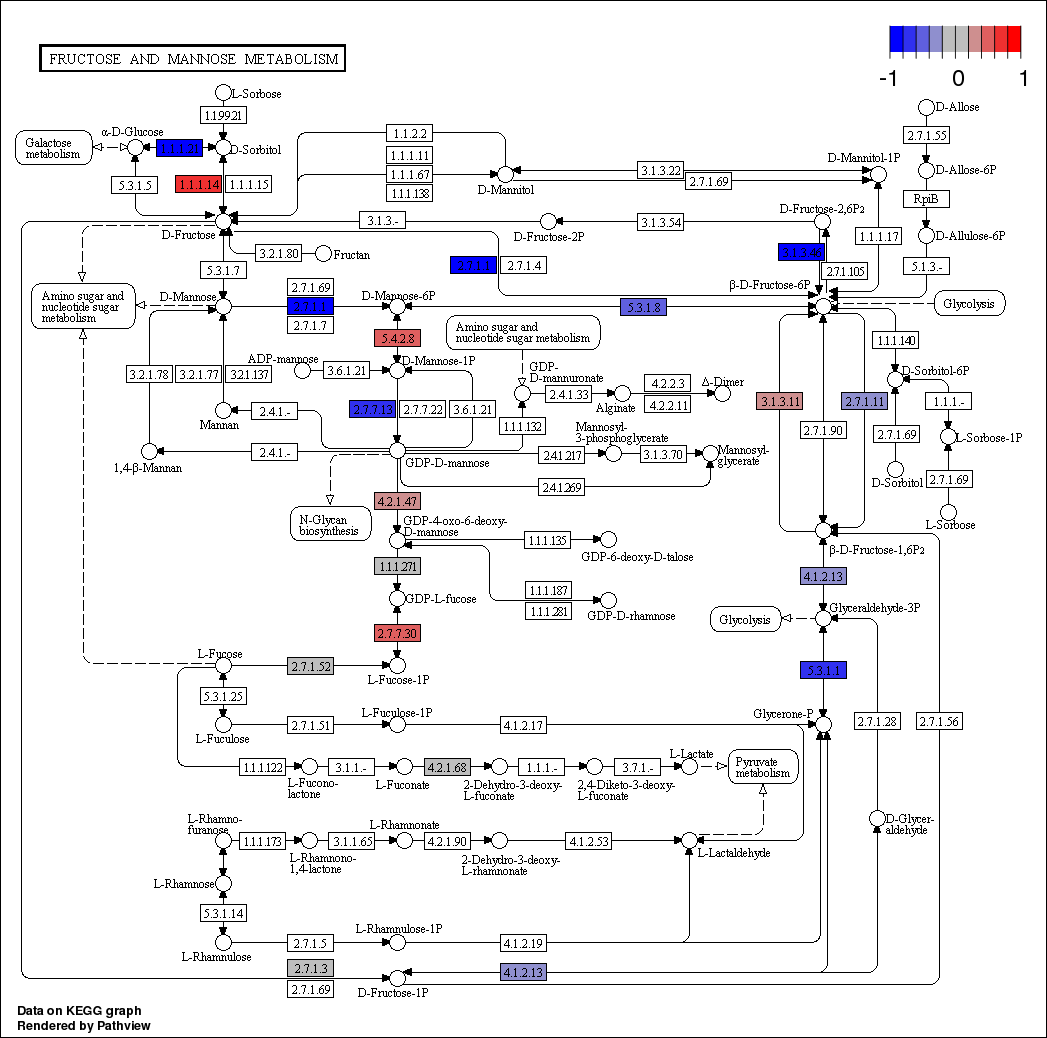 FRUCTOSE AND MANNOSE METABOLISM
-1
0
1
L-Sorbose
1.1.99.21
α-D-Glucose
Galactose
metabolism
1.1.1.21
D-Sorbitol
5.3.1.5
1.1.1.14
1.1.1.15
1.1.2.2
1.1.1.11
1.1.1.67
1.1.1.138
D-Mannitol
3.1.3.22
2.7.1.69
D-Mannitol-1P
D-Allose
2.7.1.55
D-Allose-6P
RpiB
D-Allulose-6P
5.1.3.-
D-Fructose
3.1.3.-
D-Fructose-2P
3.1.3.54
D-Fructose-2,6P2
1.1.1.17
3.2.1.80
Fructan
2.7.1.1
2.7.1.4
3.1.3.46
2.7.1.105
5.3.1.7
β-D-Fructose-6P
Amino sugar and
nucleotide sugar
metabolism
D-Mannose
2.7.1.69
2.7.1.1
2.7.1.7
D-Mannose-6P
5.3.1.8
Glycolysis
5.4.2.8
Amino sugar and
nucleotide sugar metabolism
1.1.1.140
ADP-mannose
3.6.1.21
D-Mannose-1P
GDP-
D-mannuronate
D-Sorbitol-6P
3.2.1.78
3.2.1.77
3.2.1.137
2.4.1.33
Alginate
4.2.2.3
4.2.2.11
Δ-Dimer
Mannan
2.4.1.-
2.7.7.13
2.7.7.22
3.6.1.21
1.1.1.132
3.1.3.11
2.7.1.11
2.7.1.90
1.1.1.-
2.7.1.69
L-Sorbose-1P
1,4-β-Mannan
2.4.1.-
GDP-D-mannose
Mannosyl-
3-phosphoglycerate
2.4.1.217
3.1.3.70
Mannosyl-
glycerate
2.4.1.269
D-Sorbitol
2.7.1.69
L-Sorbose
N-Glycan
biosynthesis
4.2.1.47
GDP-4-oxo-6-deoxy-
D-mannose
1.1.1.135
GDP-6-deoxy-D-talose
β-D-Fructose-1,6P2
1.1.1.271
4.1.2.13
GDP-L-fucose
1.1.1.187
1.1.1.281
GDP-D-rhamnose
Glycolysis
Glyceraldehyde-3P
2.7.7.30
L-Fucose
2.7.1.52
L-Fucose-1P
5.3.1.1
5.3.1.25
L-Fuculose
2.7.1.51
L-Fuculose-1P
4.1.2.17
Glycerone-P
2.7.1.28
2.7.1.56
1.1.1.122
L-Fucono-
lactone
3.1.1.-
L-Fuconate
4.2.1.68
2-Dehydro-3-deoxy-
L-fuconate
1.1.1.-
2,4-Diketo-3-deoxy-
L-fuconate
3.7.1.-
L-Lactate
Pyruvate
metabolism
L-Rhamno-
furanose
1.1.1.173
L-Rhamnono-
1,4-lactone
3.1.1.65
L-Rhamnonate
4.2.1.90
2-Dehydro-3-deoxy-
L-rhamnonate
4.1.2.53
L-Lactaldehyde
D-Glycer-
aldehyde
L-Rhamnose
5.3.1.14
L-Rhamnulose
2.7.1.5
L-Rhamnulose-1P
4.1.2.19
2.7.1.3
2.7.1.69
D-Fructose-1P
4.1.2.13
Data on KEGG graph
Rendered by Pathview